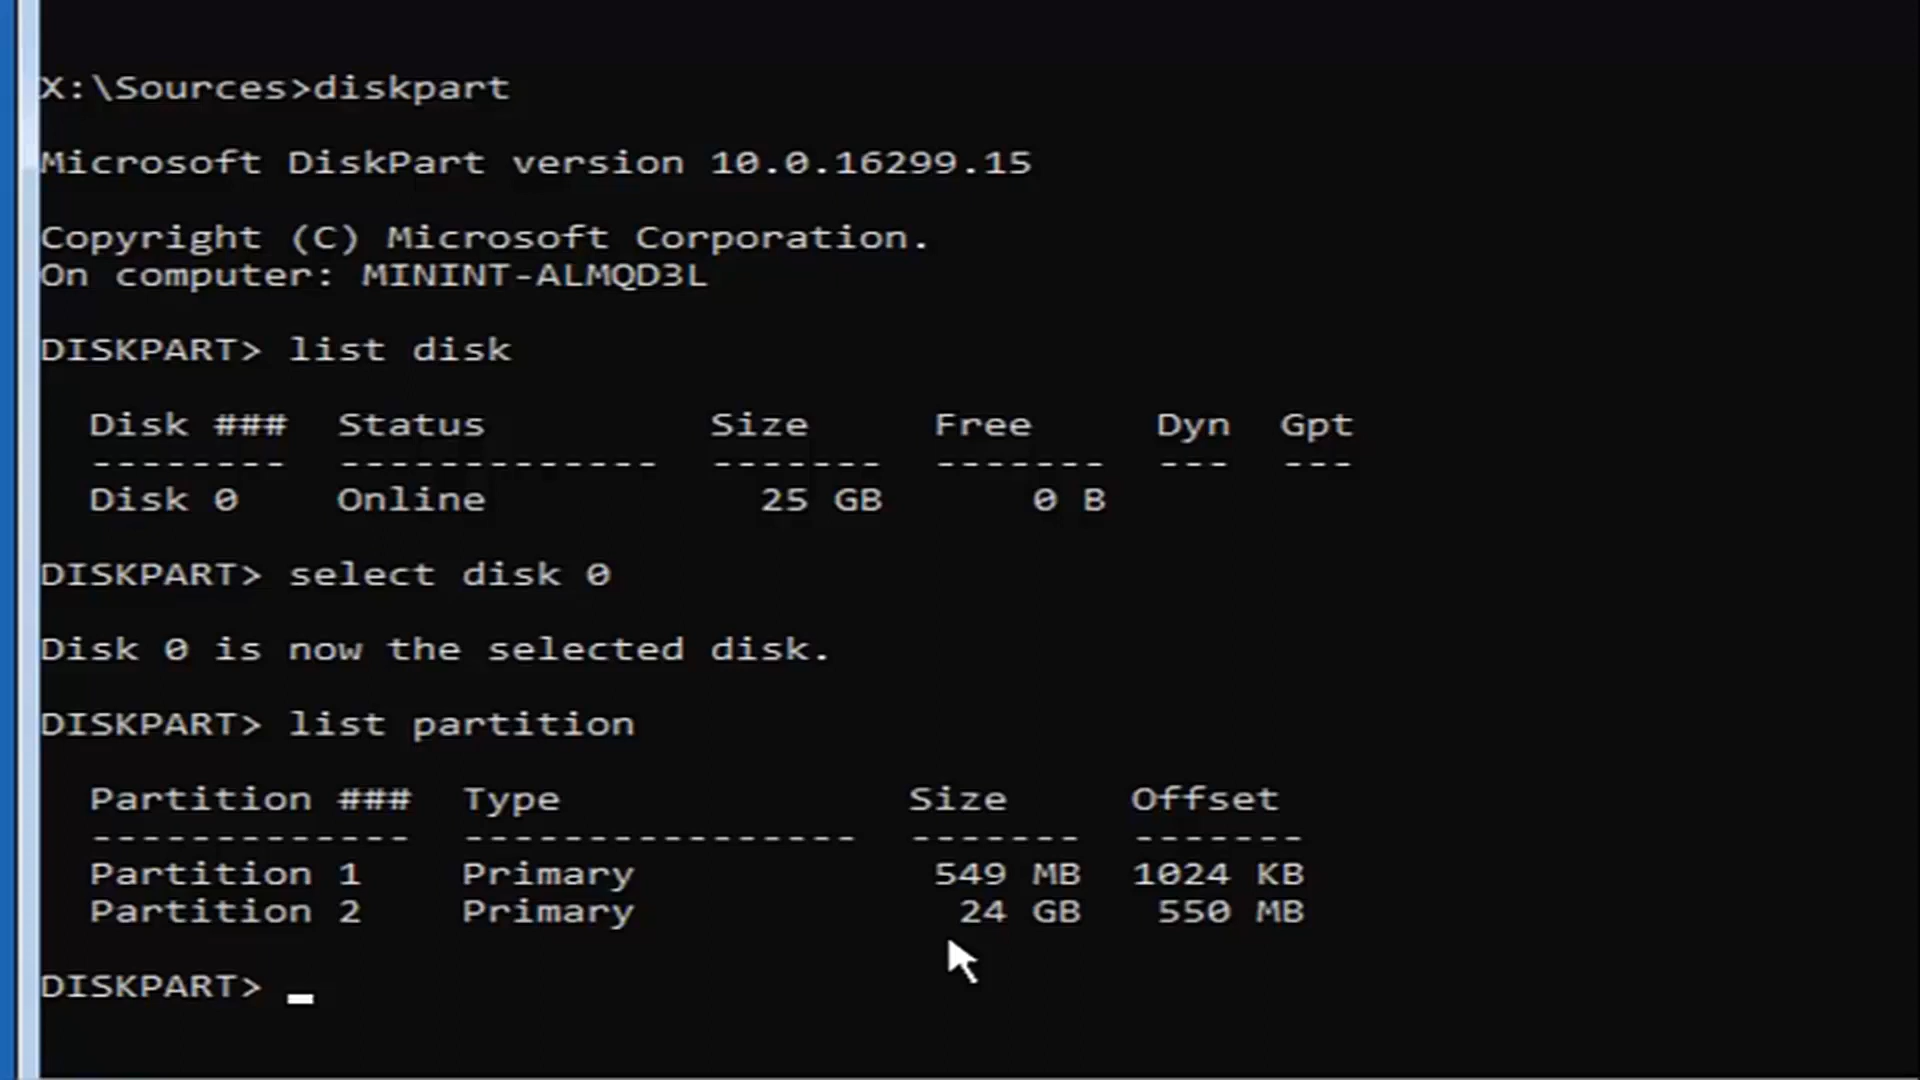 X:\Sources>diskpart
Microsoft DiskPart version 10.0.16299.15
Copyright (C) Microsoft Corporation.
On computer: MININT-ALMQD3L
DISKPART> list disk
Disk ###  Status         Size     Free     Dyn  Gpt
--------  -------------  -------  -------  ---  ---
Disk 0    Online           25 GB      0 B
DISKPART> select disk 0
Disk 0 is now the selected disk.
DISKPART> list partition
Partition ###  Type              Size     Offset
-------------  ----------------  -------  -------
Partition 1    Primary            549 MB  1024 KB
Partition 2    Primary             24 GB   550 MB
DISKPART>